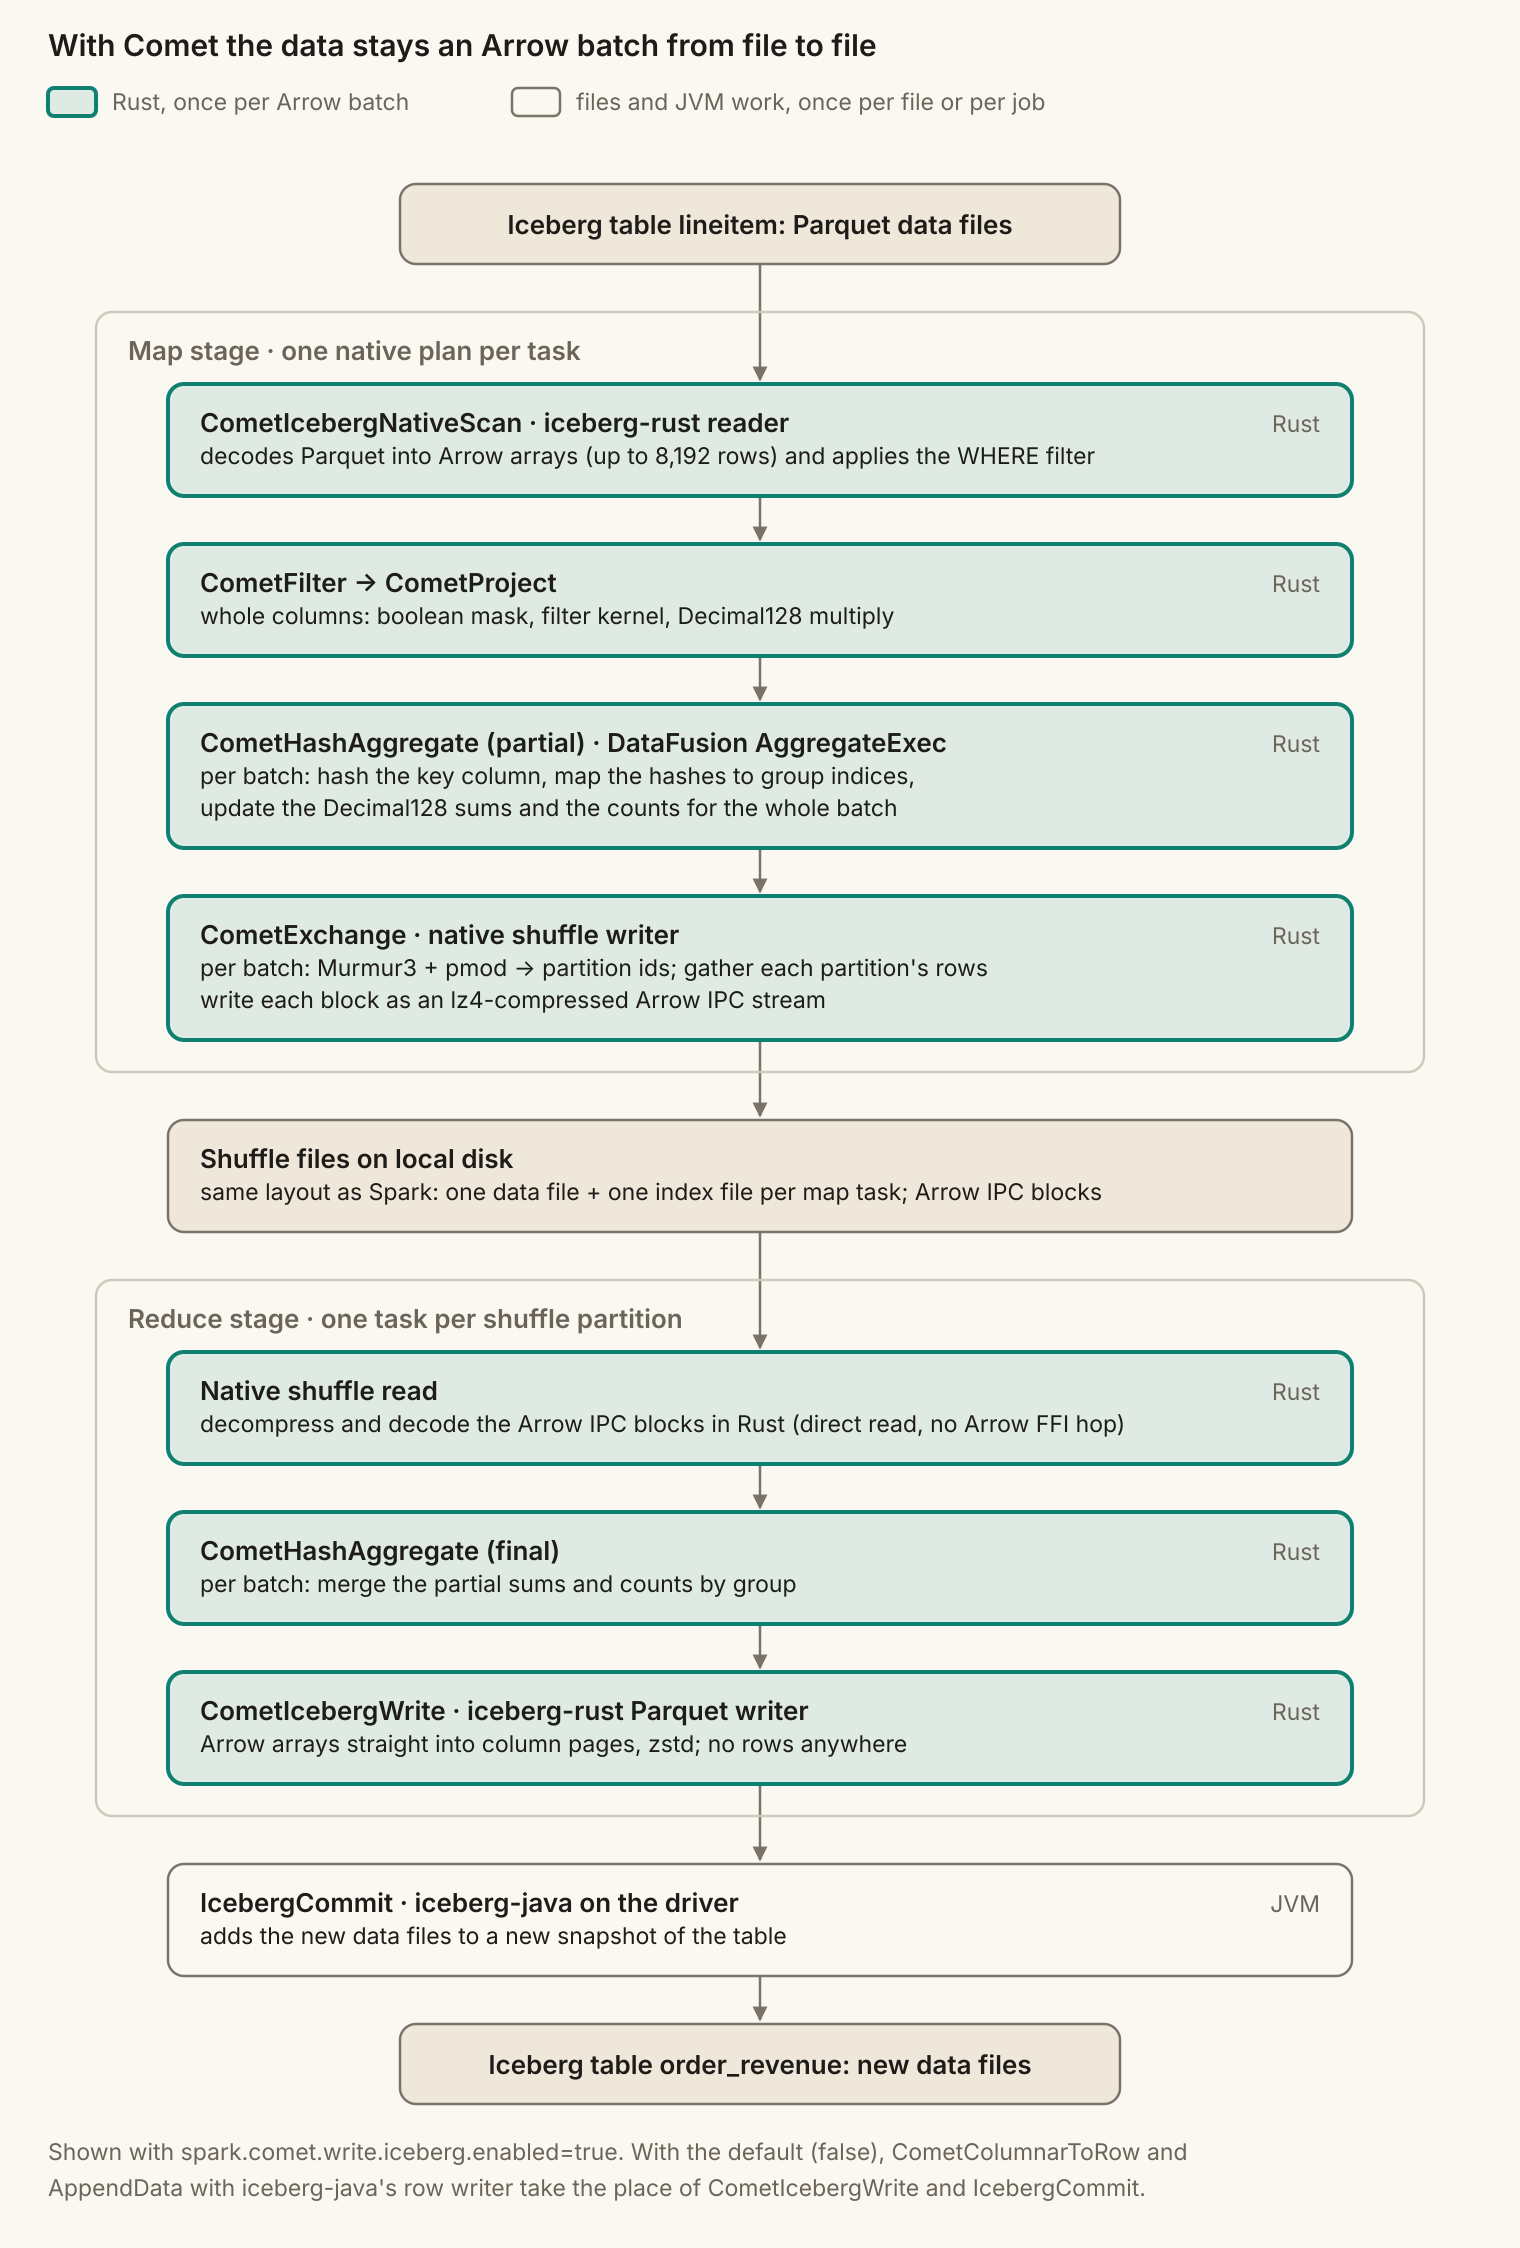 With Comet the data stays an Arrow batch from file to file
Rust, once per Arrow batch
files and JVM work, once per file or per job
Iceberg table lineitem: Parquet data files
Map stage · one native plan per task
CometIcebergNativeScan · iceberg-rust reader
Rust
decodes Parquet into Arrow arrays (up to 8,192 rows) and applies the WHERE filter
CometFilter → CometProject
Rust
whole columns: boolean mask, filter kernel, Decimal128 multiply
CometHashAggregate (partial) · DataFusion AggregateExec
Rust
per batch: hash the key column, map the hashes to group indices,
update the Decimal128 sums and the counts for the whole batch
CometExchange · native shuffle writer
Rust
per batch: Murmur3 + pmod → partition ids; gather each partition's rows
write each block as an lz4-compressed Arrow IPC stream
Shuffle files on local disk
same layout as Spark: one data file + one index file per map task; Arrow IPC blocks
Reduce stage · one task per shuffle partition
Native shuffle read
Rust
decompress and decode the Arrow IPC blocks in Rust (direct read, no Arrow FFI hop)
CometHashAggregate (final)
Rust
per batch: merge the partial sums and counts by group
CometIcebergWrite · iceberg-rust Parquet writer
Rust
Arrow arrays straight into column pages, zstd; no rows anywhere
IcebergCommit · iceberg-java on the driver
JVM
adds the new data files to a new snapshot of the table
Iceberg table order_revenue: new data files
Shown with spark.comet.write.iceberg.enabled=true. With the default (false), CometColumnarToRow and
AppendData with iceberg-java's row writer take the place of CometIcebergWrite and IcebergCommit.